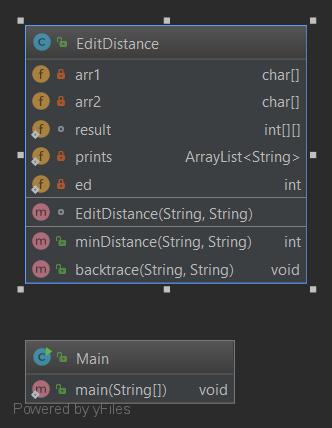 EditDistance
arr1 char[]
arr2 char[]
result int[][]
prints ArrayList<String>
ed int
EditDistance(String, String)
minDistance(String, String) int
backtrace(String, String) void
Main
main(String[]) void
Powered by yFiles